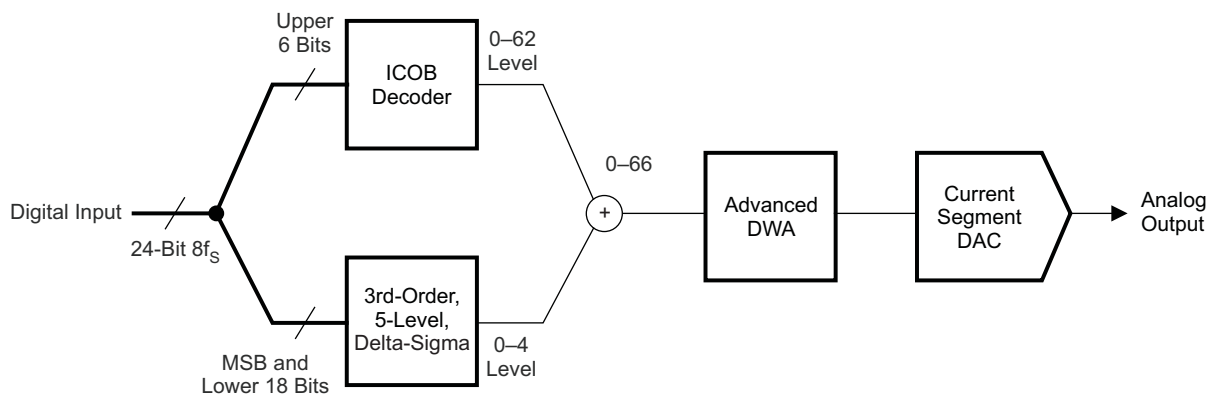 Upper
6 Bits
0–62
Level
ICOB
Decoder
0–66
Digital Input
24-Bit 8fS
+
Advanced
DWA
Current
Segment
DAC
Analog
Output
3rd-Order,
5-Level,
Delta-Sigma
0–4
Level
MSB and
Lower 18 Bits